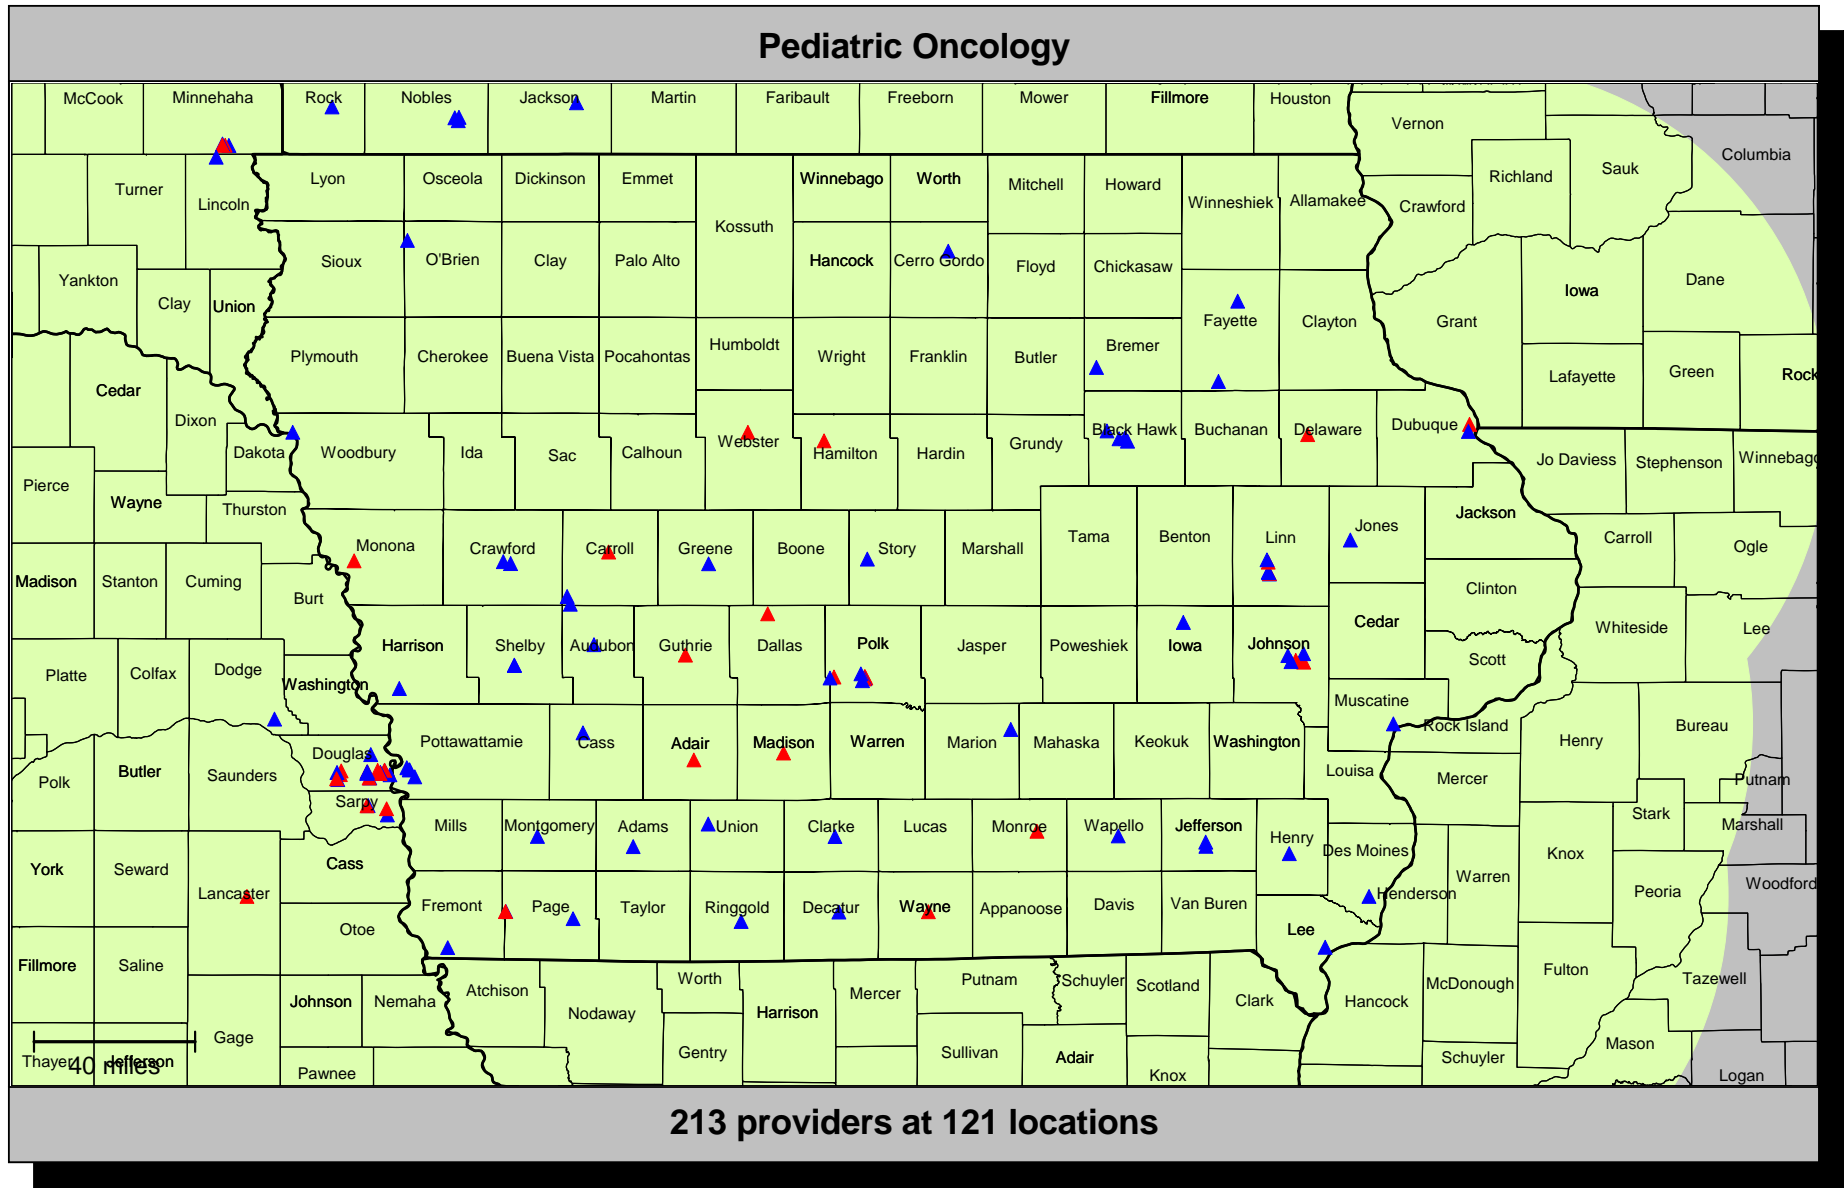 Pediatric Oncology
McCook
Minnehaha
Rock
Nobles
Jackson
Martin
Faribault
Freeborn
Mower
Fillmore
Houston
Vernon
Columbia
Sauk
Richland
Turner
Lincoln
Lyon
Osceola
Dickinson
Emmet
Winnebago
Worth
Mitchell
Howard
Winneshiek
Allamakee
Crawford
Kossuth
Yankton
Clay
Union
Sioux
O'Brien
Clay
Palo Alto
Hancock
Cerro Gordo
Floyd
Chickasaw
Iowa
Dane
Fayette
Clayton
Grant
Plymouth
Cherokee
Buena Vista
Pocahontas
Humboldt
Wright
Franklin
Butler
Bremer
Lafayette
Green
Rock
Cedar
Dixon
Dakota
Woodbury
Ida
Sac
Calhoun
Webster
Hamilton
Hardin
Grundy
Black Hawk
Buchanan
Delaware
Dubuque
Jo Daviess
Stephenson
Winnebago
Pierce
Wayne
Thurston
Monona
Crawford
Carroll
Greene
Boone
Story
Marshall
Tama
Benton
Linn
Jones
Jackson
Carroll
Ogle
Madison
Stanton
Cuming
Burt
Clinton
Harrison
Shelby
Audubon
Guthrie
Dallas
Polk
Jasper
Poweshiek
Iowa
Johnson
Cedar
Scott
Whiteside
Lee
Platte
Colfax
Dodge
Washington
Muscatine
Rock Island
Henry
Bureau
Polk
Butler
Saunders
Douglas
Sarpy
Pottawattamie
Cass
Adair
Madison
Warren
Marion
Mahaska
Keokuk
Washington
Louisa
Mercer
Putnam
Stark
Marshall
Mills
Montgomery
Adams
Union
Clarke
Lucas
Monroe
Wapello
Jefferson
Henry
Des Moines
Knox
York
Seward
Cass
Lancaster
Otoe
Fremont
Page
Taylor
Ringgold
Decatur
Wayne
Appanoose
Davis
Van Buren
Lee
Henderson
Warren
Peoria
Woodford
Fillmore
Saline
Johnson
Nemaha
Atchison
Nodaway
Worth
Harrison
Mercer
Putnam
Schuyler
Scotland
Clark
Hancock
McDonough
Fulton
Tazewell
Gage
Gentry
Sullivan
Adair
Knox
Schuyler
Mason
Logan
Thayer
Jefferson
40 miles
Pawnee
213 providers at 121 locations